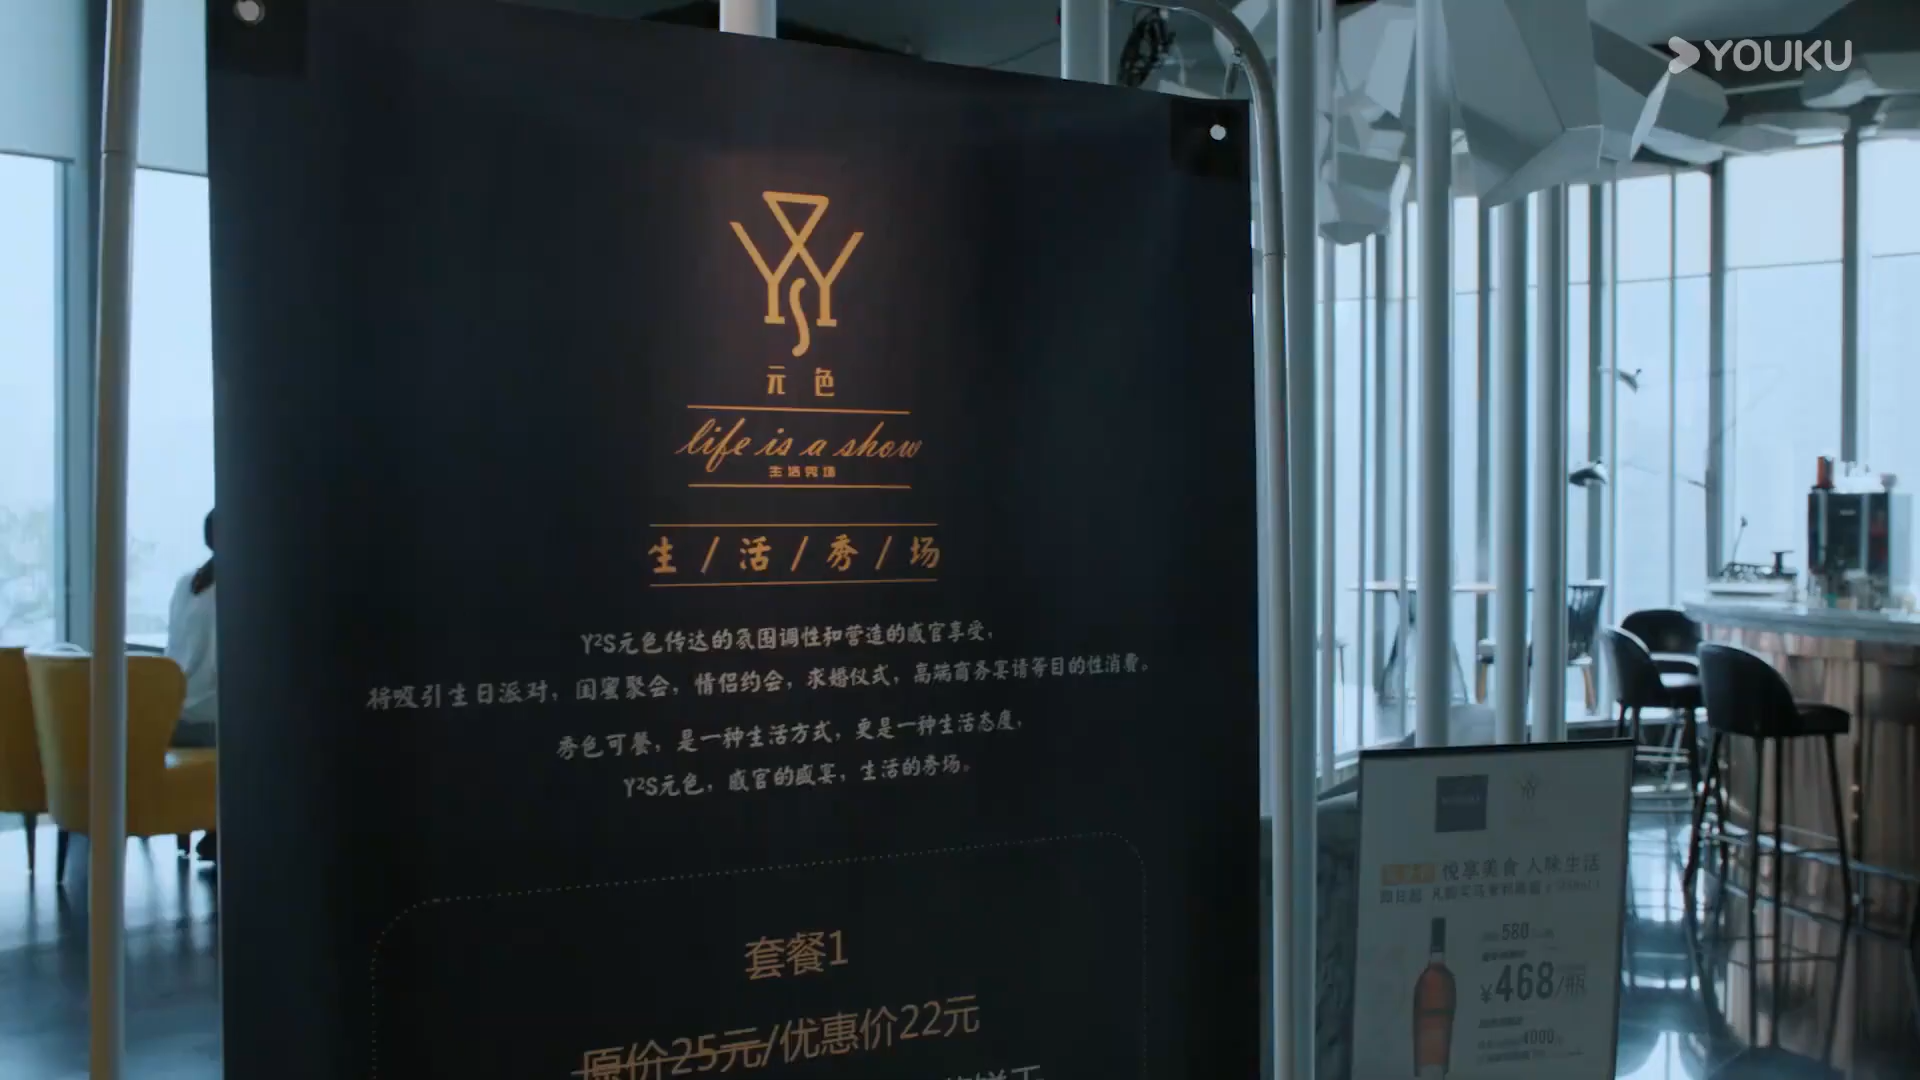 YOUKU
元色
life is a show
生活秀场
生/活/秀/场
Y²S元色传达的氛围调性和营造的感官享受，
将吸引生日派对，闺蜜聚会，情侣约会，求婚仪式，高端商务宴请等目的性消费。
秀色可餐，是一种生活方式，更是一种生活态度，
Y²S元色，感官的盛宴，生活的秀场。
套餐1
原价25元/优惠价22元
悦享美食 人味生活
580
¥468/瓶
4000